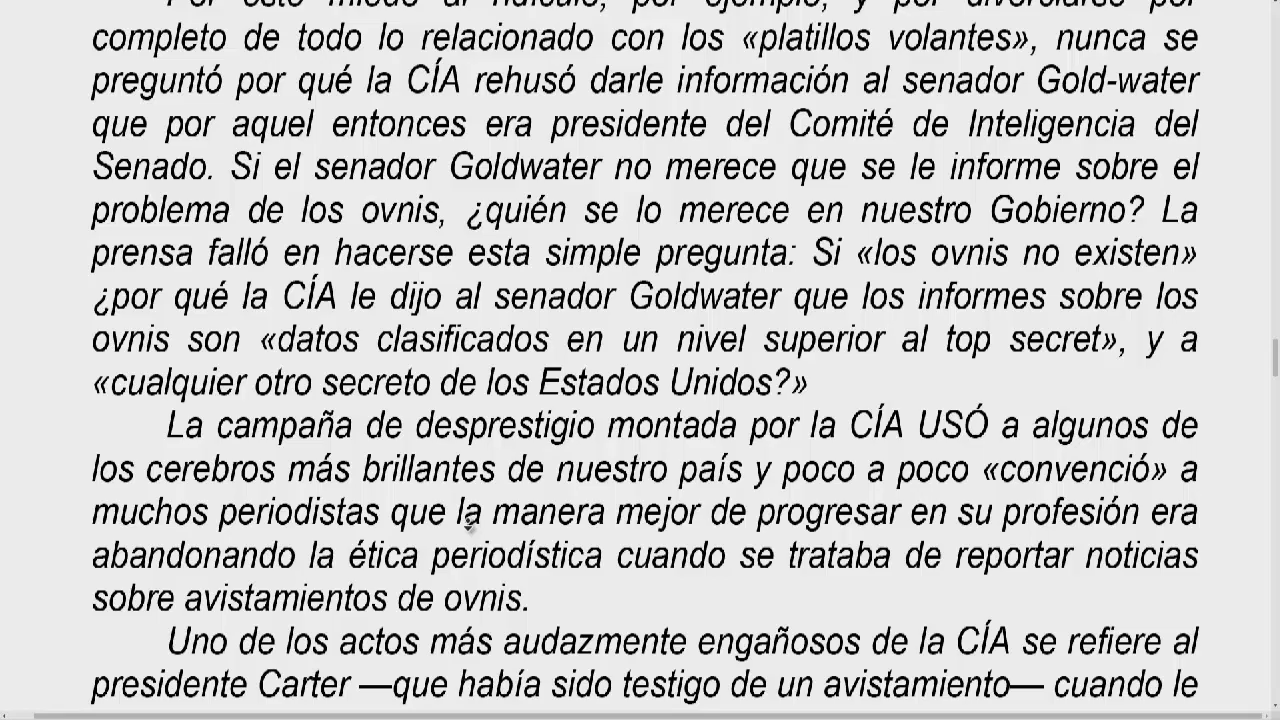 Por este miedo al ridículo, por ejemplo, y por
completo de todo lo relacionado con los «platillos volantes», nunca se
preguntó por qué la CÍA rehusó darle información al senador Gold-water
que por aquel entonces era presidente del Comité de Inteligencia del
Senado. Si el senador Goldwater no merece que se le informe sobre el
problema de los ovnis, ¿quién se lo merece en nuestro Gobierno? La
prensa falló en hacerse esta simple pregunta: Si «los ovnis no existen»
¿por qué la CÍA le dijo al senador Goldwater que los informes sobre los
ovnis son «datos clasificados en un nivel superior al top secret», y a
«cualquier otro secreto de los Estados Unidos?»
La campaña de desprestigio montada por la CÍA USÓ a algunos de
los cerebros más brillantes de nuestro país y poco a poco «convenció» a
muchos periodistas que la manera mejor de progresar en su profesión era
abandonando la ética periodística cuando se trataba de reportar noticias
sobre avistamientos de ovnis.
Uno de los actos más audazmente engañosos de la CÍA se refiere al
presidente Carter —que había sido testigo de un avistamiento— cuando le